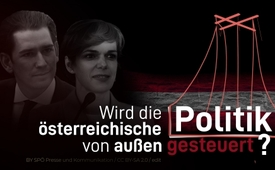 Wird die
österreichische
von außen
Politik
gesteuert?